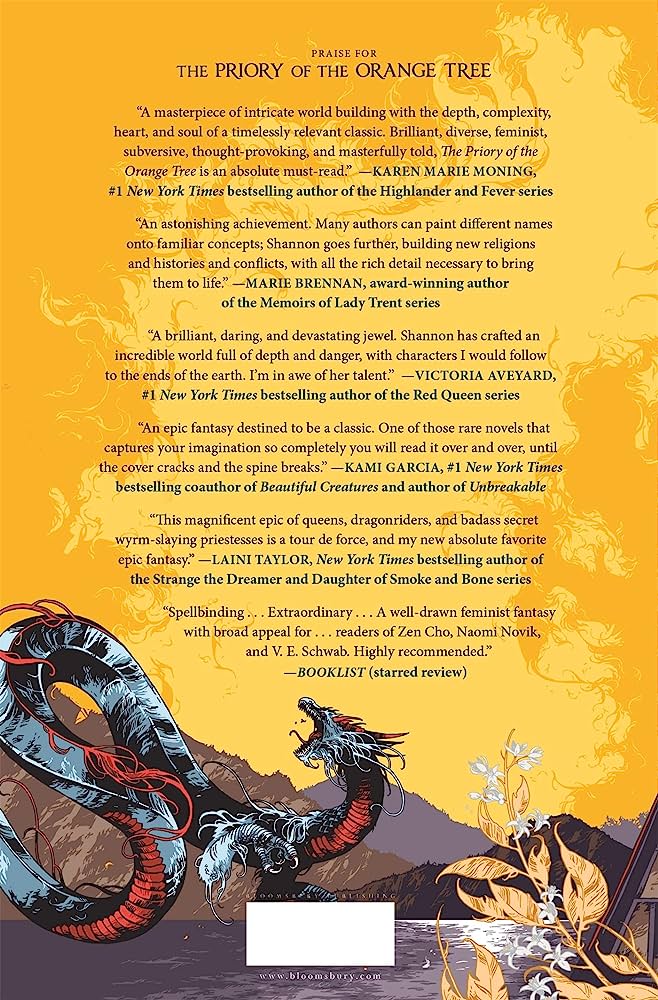 PRAISE FOR
THE PRIORY OF THE ORANGE TREE
“A masterpiece of intricate world building with the depth, complexity,
heart, and soul of a timelessly relevant classic. Brilliant, diverse, feminist,
subversive, thought-provoking, and masterfully told, The Priory of the
Orange Tree is an absolute must-read.” —KAREN MARIE MONING,
#1 New York Times bestselling author of the Highlander and Fever series
“An astonishing achievement. Many authors can paint different names
onto familiar concepts; Shannon goes further, building new religions
and histories and conflicts, with all the rich detail necessary to bring
them to life.” —MARIE BRENNAN, award-winning author
of the Memoirs of Lady Trent series
“A brilliant, daring, and devastating jewel. Shannon has crafted an
incredible world full of depth and danger, with characters I would follow
to the ends of the earth. I’m in awe of her talent.” —VICTORIA AVEYARD,
#1 New York Times bestselling author of the Red Queen series
“An epic fantasy destined to be a classic. One of those rare novels that
captures your imagination so completely you will read it over and over, until
the cover cracks and the spine breaks.” —KAMI GARCIA, #1 New York Times
bestselling coauthor of Beautiful Creatures and author of Unbreakable
“This magnificent epic of queens, dragonriders, and badass secret
wyrm-slaying priestesses is a tour de force, and my new absolute favorite
epic fantasy.” —LAINI TAYLOR, New York Times bestselling author of
the Strange the Dreamer and Daughter of Smoke and Bone series
“Spellbinding . . . Extraordinary . . . A well-drawn feminist fantasy
with broad appeal for . . . readers of Zen Cho, Naomi Novik,
and V. E. Schwab. Highly recommended.”
—BOOKLIST (starred review)
BLOOMSBURY PUBLISHING
www.bloomsbury.com